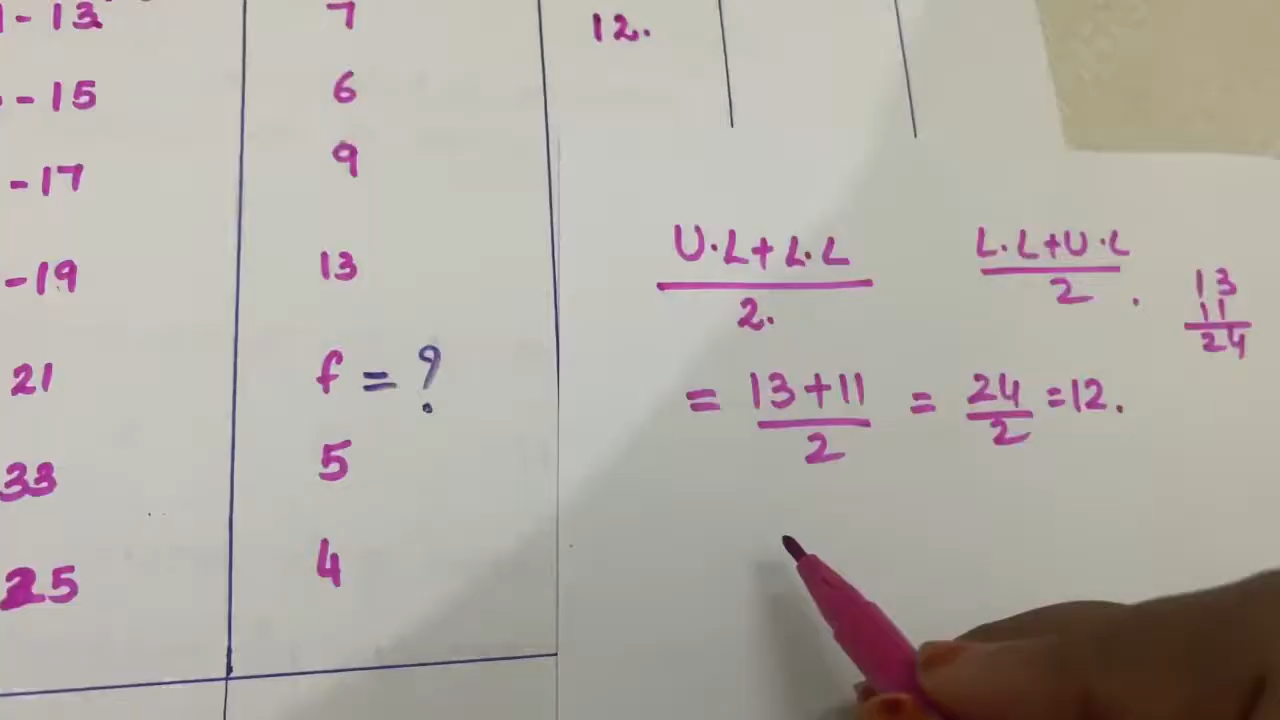 - 13 7 12.
- 15 6
- 17 9
- 19 13
21 f = ?
33 5
25 4
U.L + L.L
2.
L.L + U.L
2 .
13
11
24
= 13 + 11 = 24 = 12.
2 2